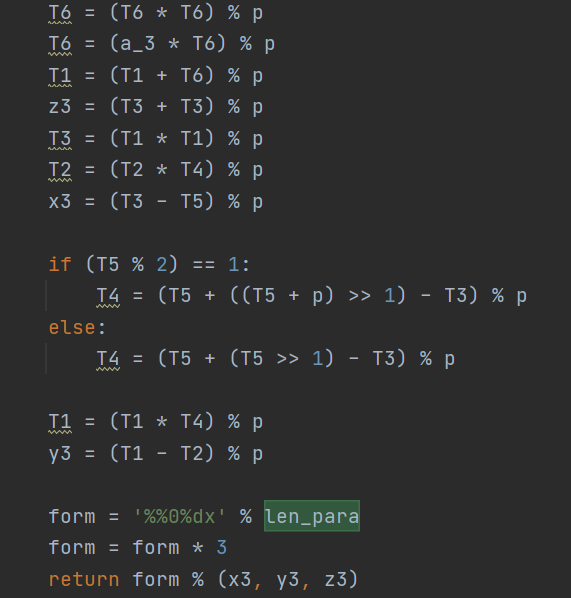 T6 = (T6 * T6) % p
T6 = (a_3 * T6) % p
T1 = (T1 + T6) % p
z3 = (T3 + T3) % p
T3 = (T1 * T1) % p
T2 = (T2 * T4) % p
x3 = (T3 - T5) % p
if (T5 % 2) == 1:
    T4 = (T5 + ((T5 + p) >> 1) - T3) % p
else:
    T4 = (T5 + (T5 >> 1) - T3) % p
T1 = (T1 * T4) % p
y3 = (T1 - T2) % p
form = '%%0%dx' % len_para
form = form * 3
return form % (x3, y3, z3)